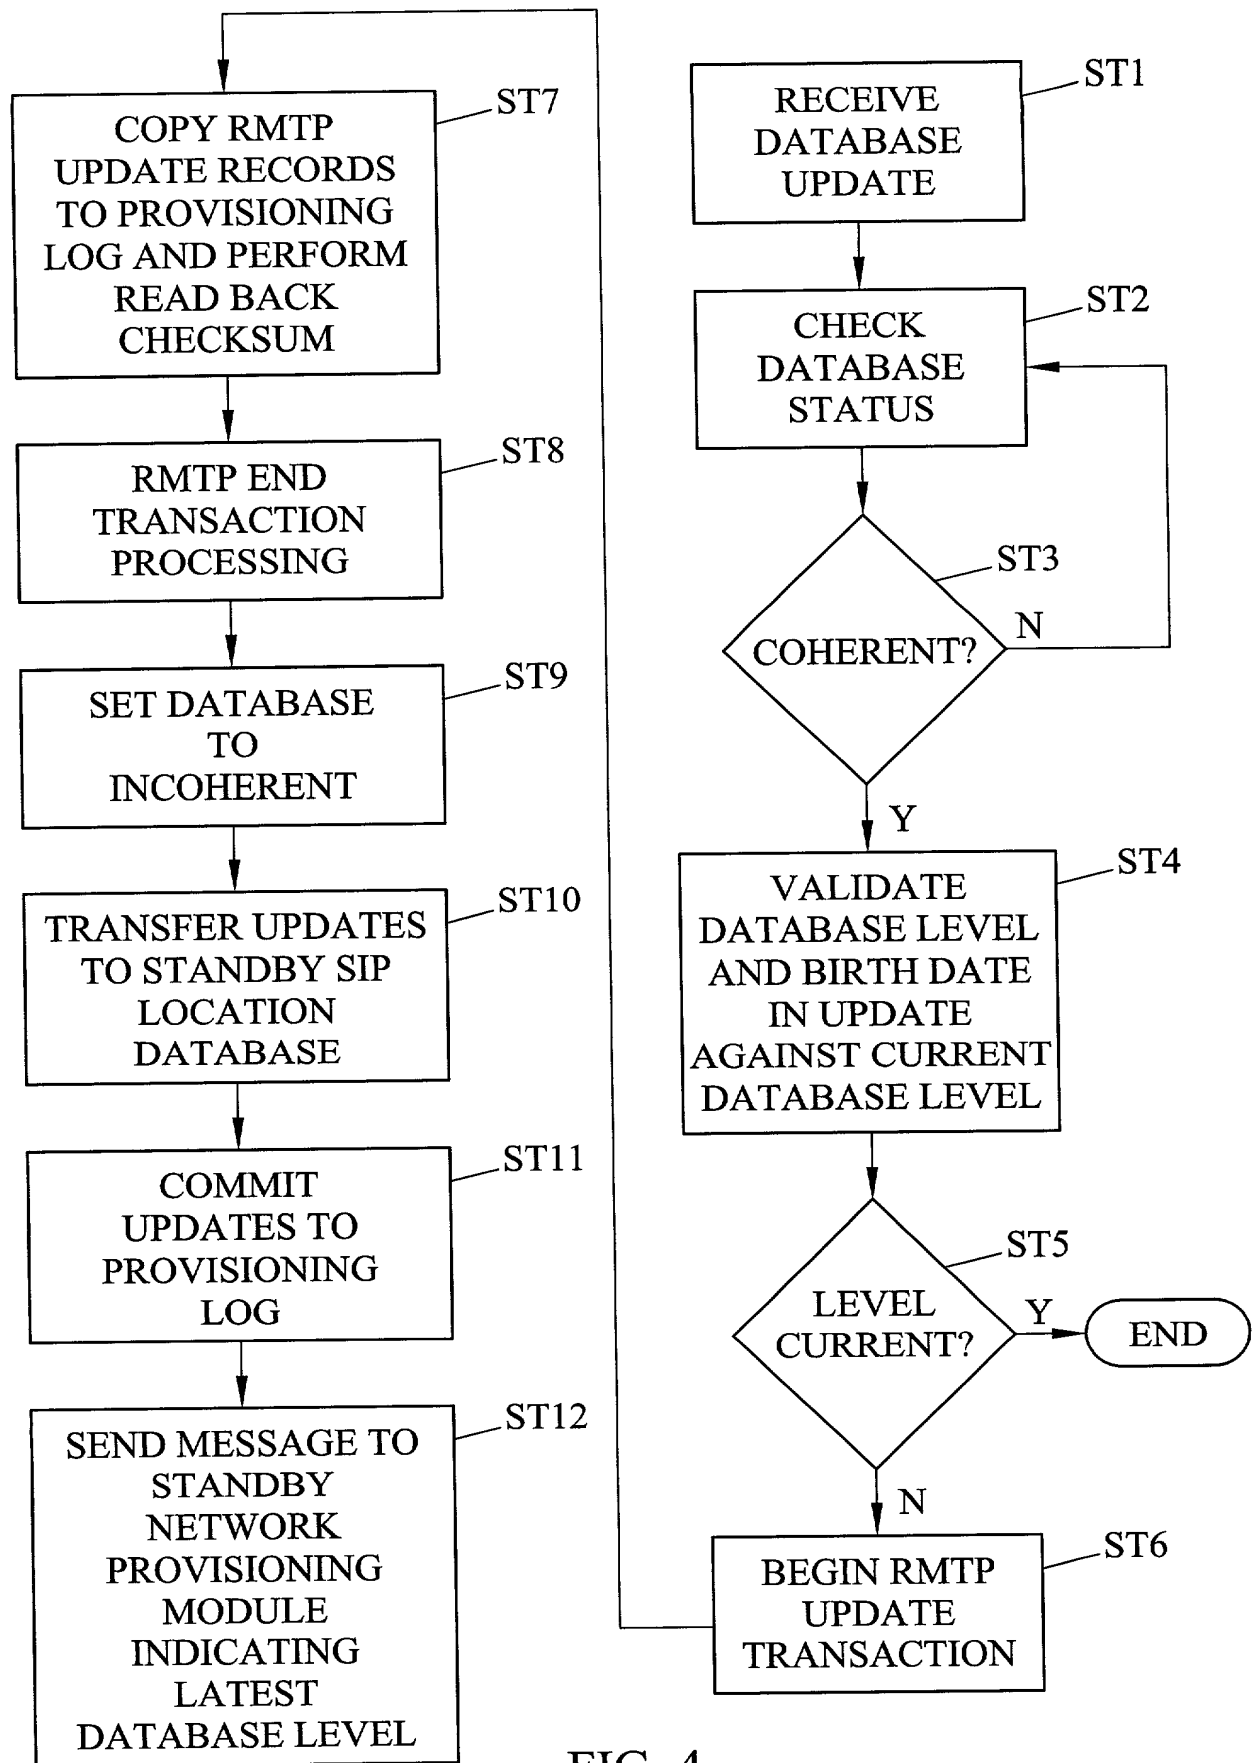 ST1
RECEIVE
DATABASE
UPDATE
ST2
CHECK
DATABASE
STATUS
ST3
COHERENT?
N
Y
ST4
VALIDATE
DATABASE LEVEL
AND BIRTH DATE
IN UPDATE
AGAINST CURRENT
DATABASE LEVEL
ST5
LEVEL
CURRENT?
Y
END
N
ST6
BEGIN RMTP
UPDATE
TRANSACTION
ST7
COPY RMTP
UPDATE RECORDS
TO PROVISIONING
LOG AND PERFORM
READ BACK
CHECKSUM
ST8
RMTP END
TRANSACTION
PROCESSING
ST9
SET DATABASE
TO
INCOHERENT
ST10
TRANSFER UPDATES
TO STANDBY SIP
LOCATION
DATABASE
ST11
COMMIT
UPDATES TO
PROVISIONING
LOG
ST12
SEND MESSAGE TO
STANDBY
NETWORK
PROVISIONING
MODULE
INDICATING
LATEST
DATABASE LEVEL
FIG. 4